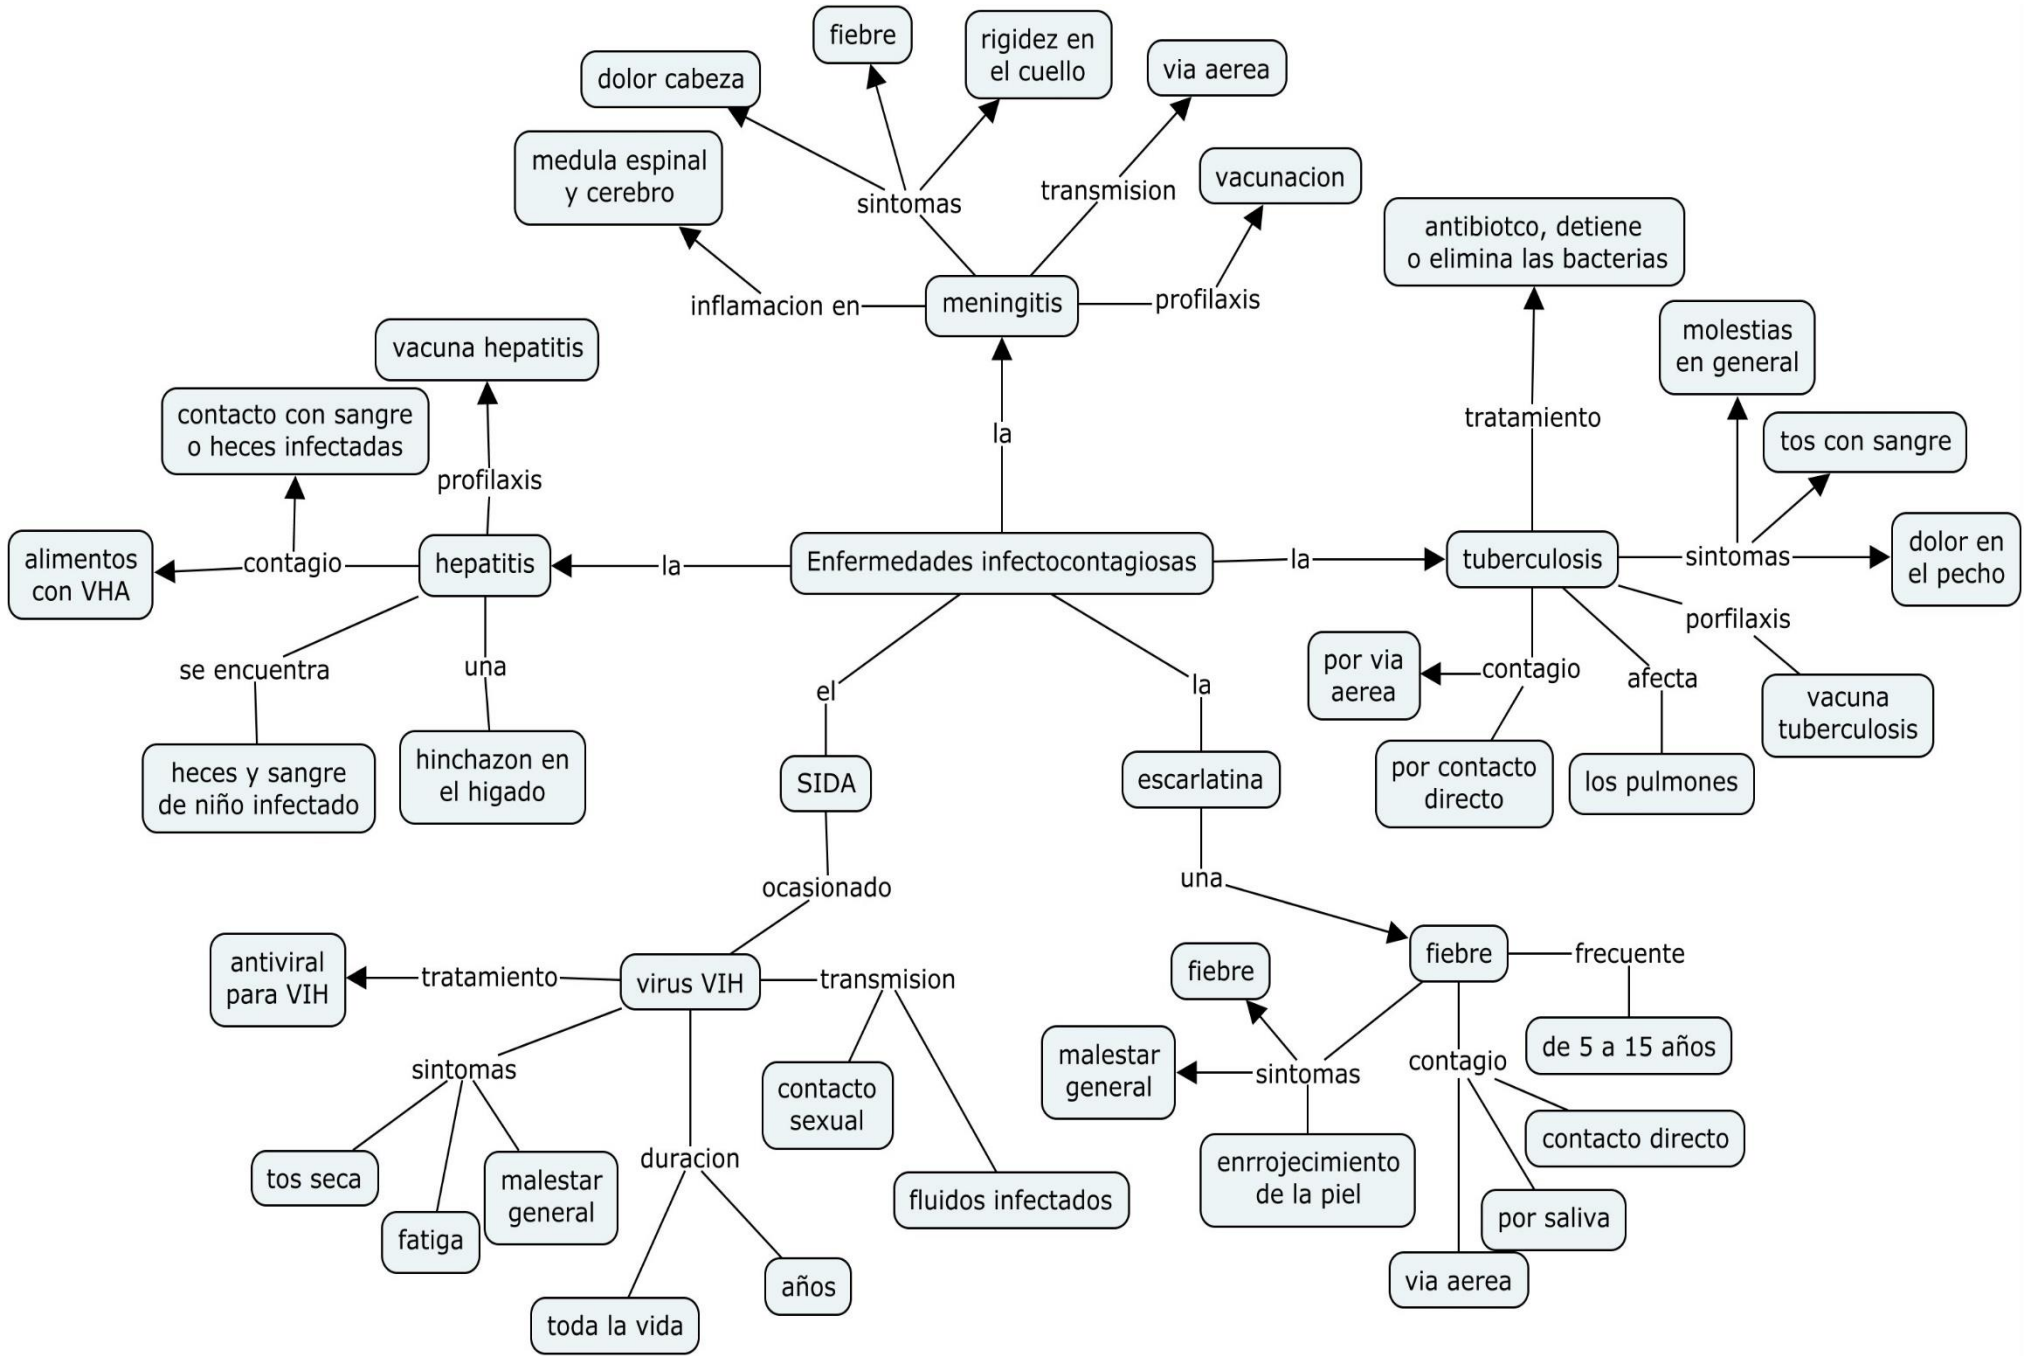 fiebre
rigidez en
el cuello
via aerea
dolor cabeza
medula espinal
y cerebro
sintomas
transmision
vacunacion
inflamacion en
meningitis
profilaxis
antibiotco, detiene
o elimina las bacterias
molestias
en general
tratamiento
tos con sangre
vacuna hepatitis
contacto con sangre
o heces infectadas
profilaxis
la
alimentos
con VHA
contagio
hepatitis
la
Enfermedades infectocontagiosas
la
tuberculosis
sintomas
dolor en
el pecho
porfilaxis
se encuentra
una
el
la
por via
aerea
contagio
afecta
vacuna
tuberculosis
heces y sangre
de niño infectado
hinchazon en
el higado
SIDA
escarlatina
por contacto
directo
los pulmones
ocasionado
una
antiviral
para VIH
tratamiento
virus VIH
transmision
fiebre
fiebre
frecuente
de 5 a 15 años
sintomas
contacto
sexual
malestar
general
sintomas
contagio
tos seca
fatiga
malestar
general
duracion
fluidos infectados
enrrojecimiento
de la piel
contacto directo
por saliva
via aerea
años
toda la vida